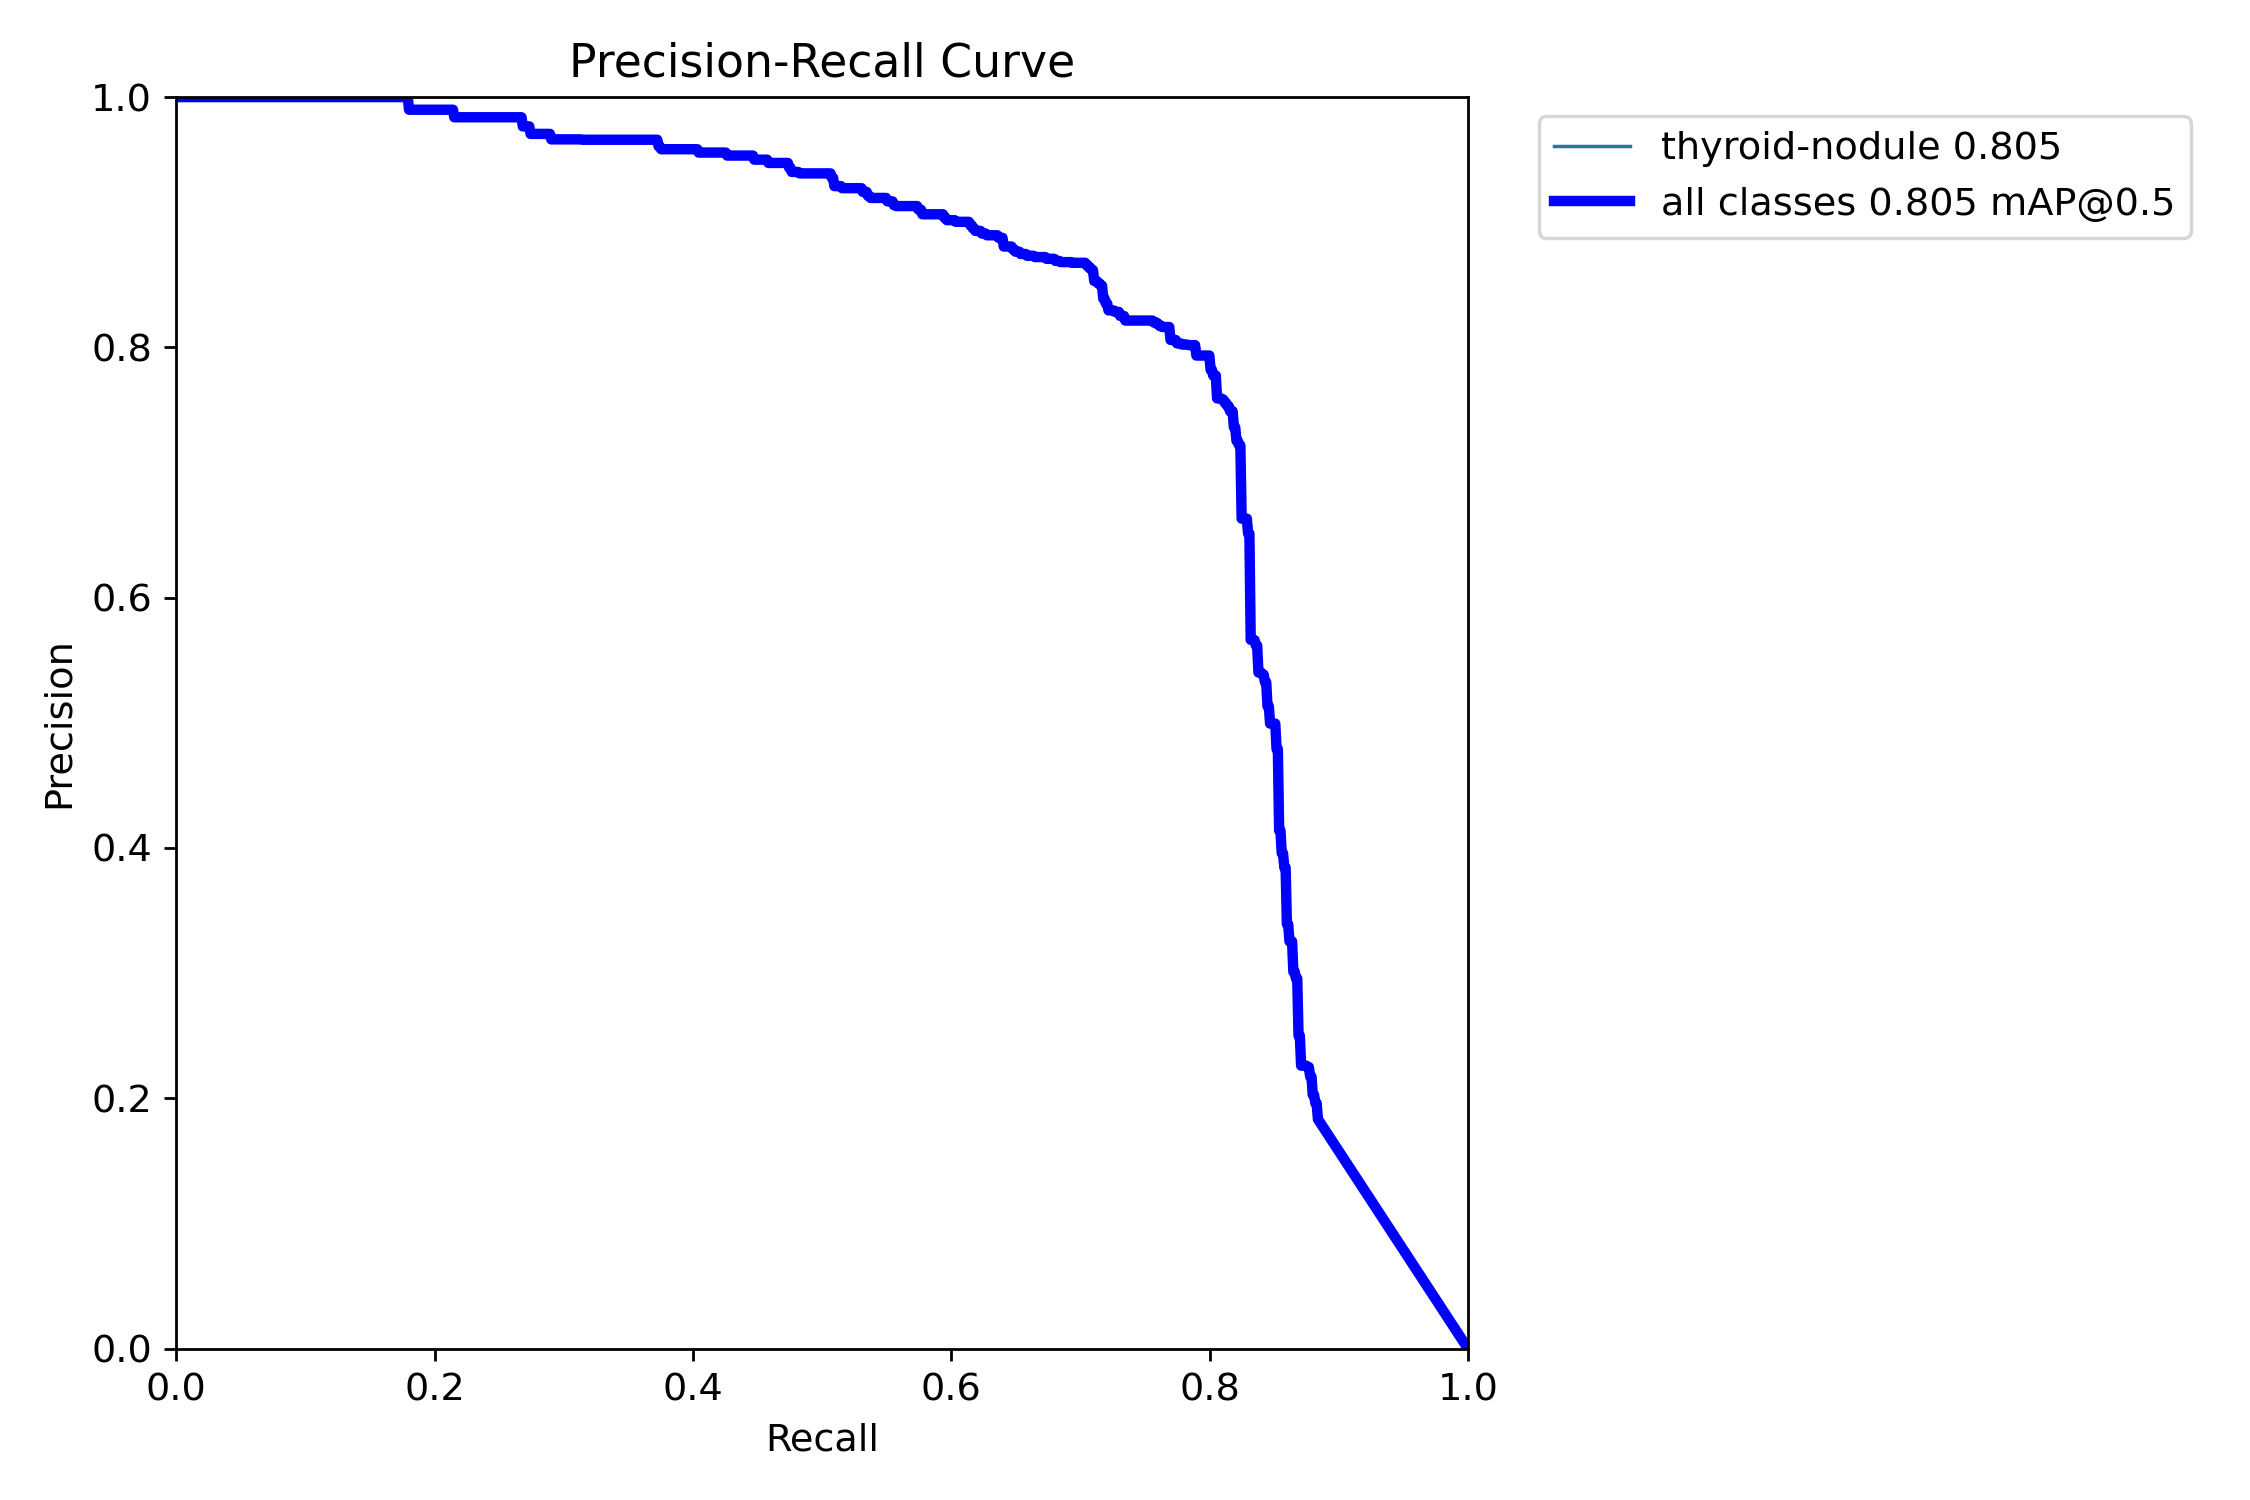 Precision-Recall Curve
1.0
0.8
0.6
0.4
0.2
0.0
Precision
0.0 0.2 0.4 0.6 0.8 1.0
Recall
thyroid-nodule 0.805
all classes 0.805 mAP@0.5